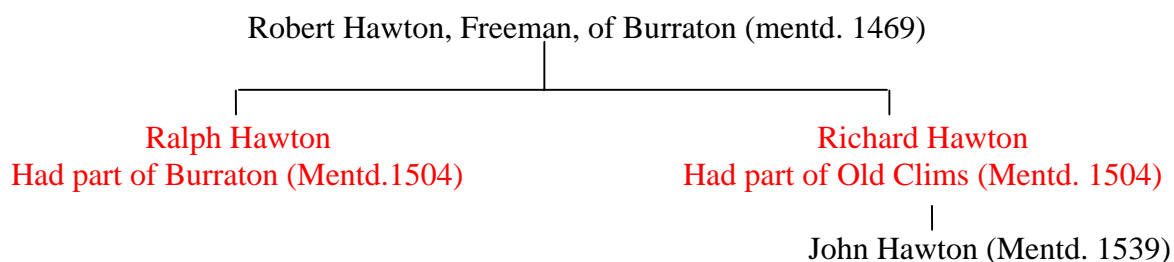 Robert Hawton, Freeman, of Burraton (mentd. 1469)
Ralph Hawton
Had part of Burraton (Mentd.1504)
Richard Hawton
Had part of Old Clims (Mentd. 1504)
John Hawton (Mentd. 1539)